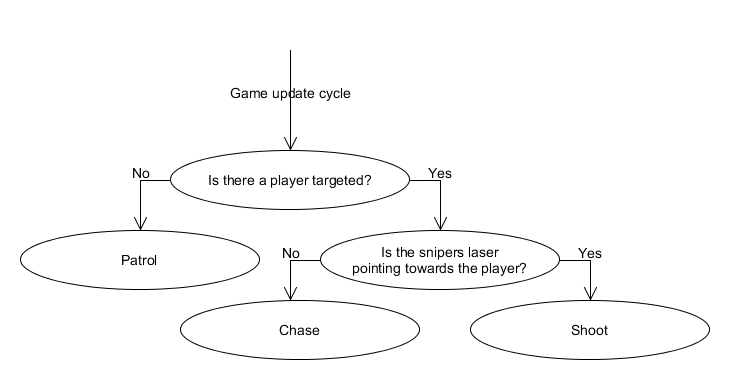 Game update cycle
No
Is there a player targeted?
Yes
Patrol
No
Is the snipers laser
pointing towards the player?
Yes
Chase
Shoot